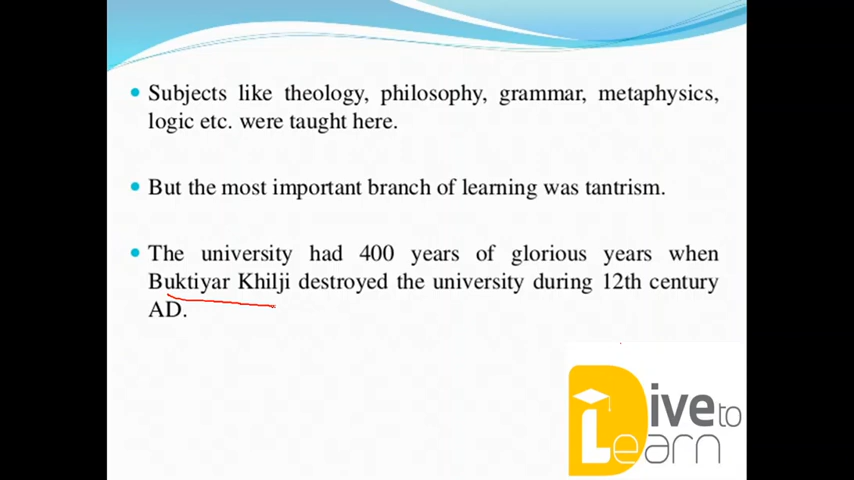 Subjects like theology, philosophy, grammar, metaphysics,
logic etc. were taught here.
But the most important branch of learning was tantrism.
The university had 400 years of glorious years when
Buktiyar Khilji destroyed the university during 12th century
AD.
Dive to
Learn